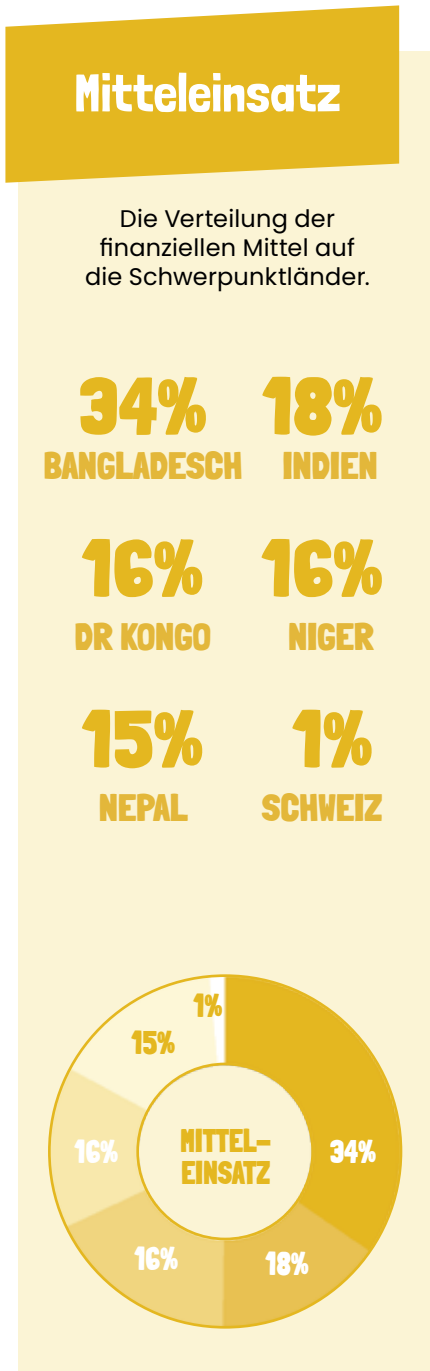 Mitteleinsatz
Die Verteilung der
finanziellen Mittel auf
die Schwerpunktländer.
34% 18%
BANGLADESCH INDIEN
16% 16%
DR KONGO NIGER
15% 1%
NEPAL SCHWEIZ
1%
15%
16%
MITTEL-
EINSATZ
34%
16%
18%